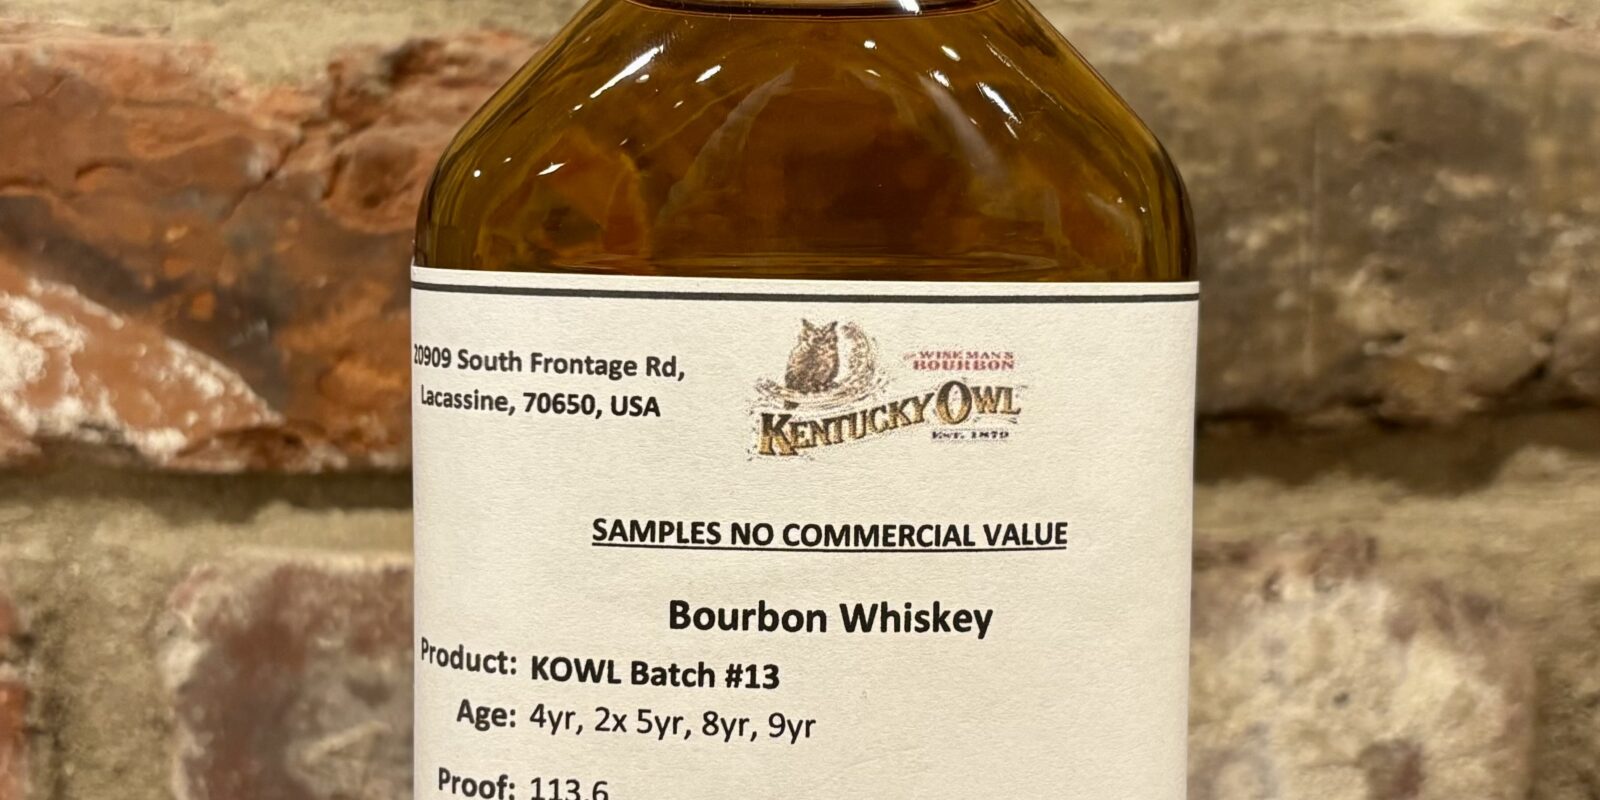 20909 South Frontage Rd,
Lacassine, 70650, USA
THE WISE MAN'S
BOURBON
KENTUCKY OWL
EST. 1879
SAMPLES NO COMMERCIAL VALUE
Bourbon Whiskey
Product: KOWL Batch #13
Age: 4yr, 2x 5yr, 8yr, 9yr
Proof: 113.6